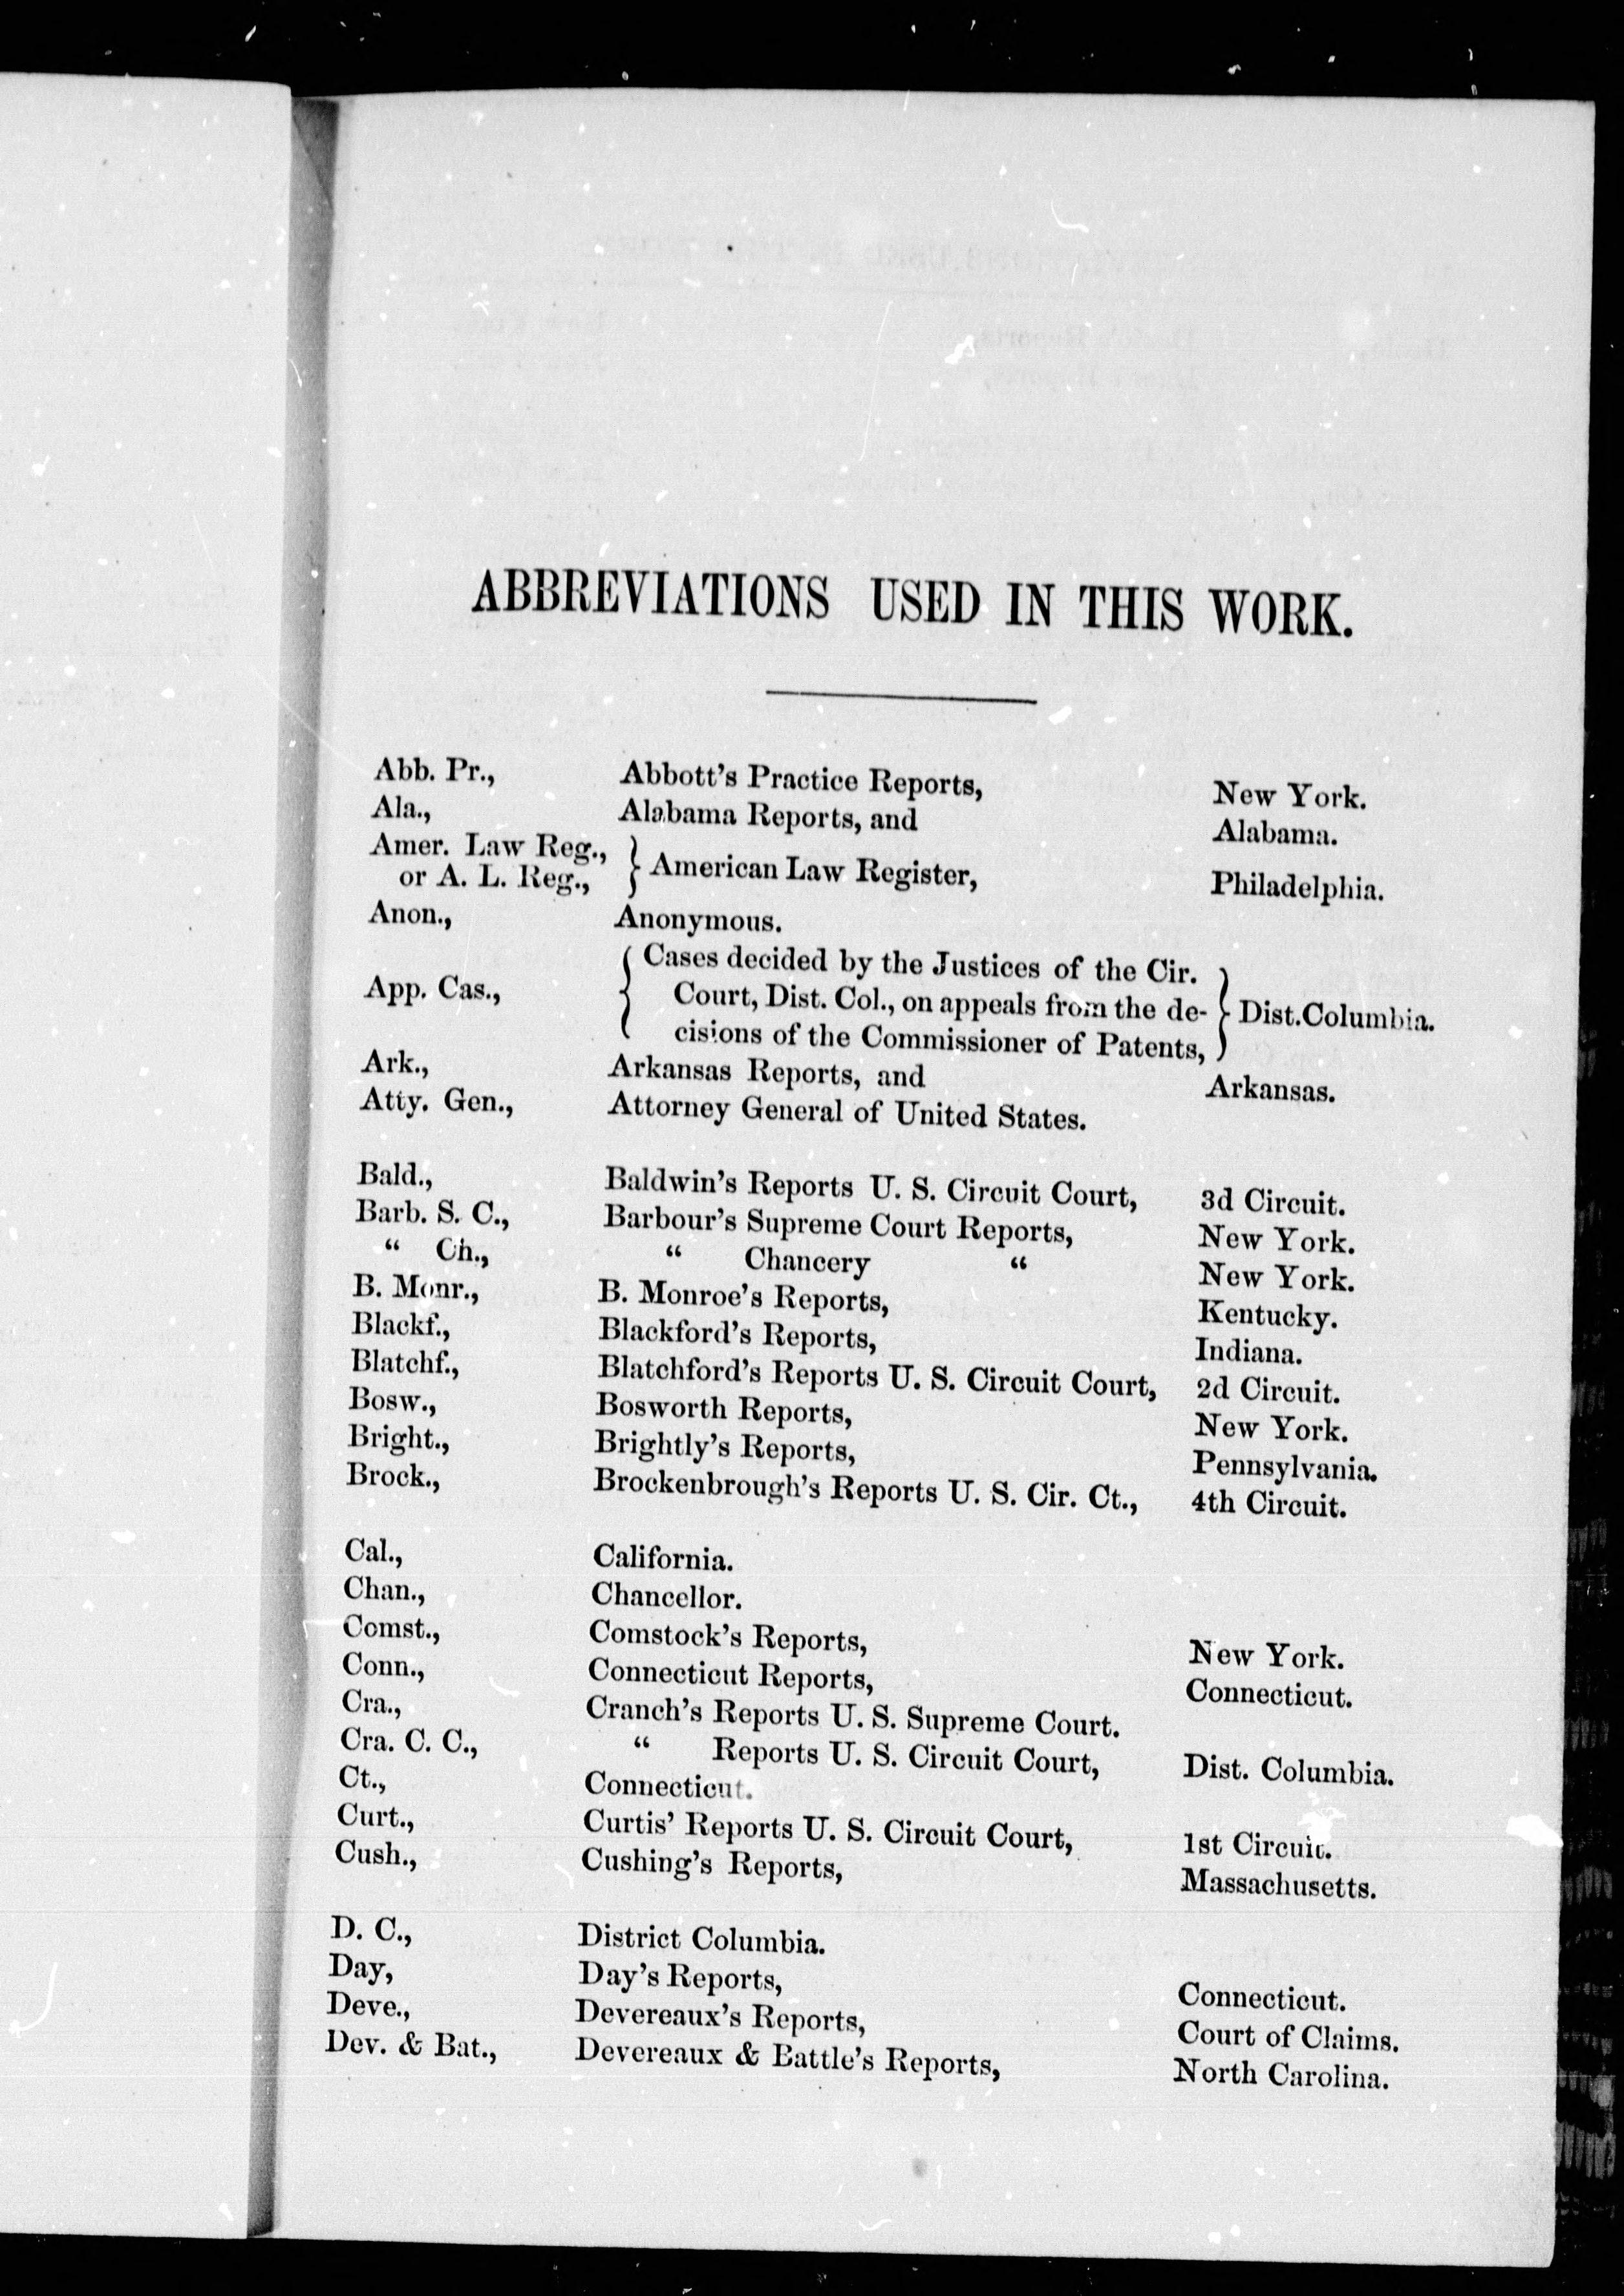 ABBREVIATIONS USED IN THIS WORK.
Abb. Pr., Abbott's Practice Reports, New York.
Ala., Alabama Reports, and Alabama.
Amer. Law Reg.,
or A. L. Reg., } American Law Register, Philadelphia.
Anon., Anonymous.
{ Cases decided by the Justices of the Cir.
App. Cas., Court, Dist. Col., on appeals from the de- } Dist. Columbia.
cisions of the Commissioner of Patents,
Ark., Arkansas Reports, and Arkansas.
Atty. Gen., Attorney General of United States.
Bald., Baldwin's Reports U. S. Circuit Court, 3d Circuit.
Barb. S. C., Barbour's Supreme Court Reports, New York.
“ Ch., “ Chancery “ New York.
B. Monr., B. Monroe's Reports, Kentucky.
Blackf., Blackford's Reports, Indiana.
Blatchf., Blatchford's Reports U. S. Circuit Court, 2d Circuit.
Bosw., Bosworth Reports, New York.
Bright., Brightly's Reports, Pennsylvania.
Brock., Brockenbrough's Reports U. S. Cir. Ct., 4th Circuit.
Cal., California.
Chan., Chancellor.
Comst., Comstock's Reports, New York.
Conn., Connecticut Reports, Connecticut.
Cra., Cranch's Reports U. S. Supreme Court.
Cra. C. C., “ Reports U. S. Circuit Court, Dist. Columbia.
Ct., Connecticut.
Curt., Curtis' Reports U. S. Circuit Court, 1st Circuit.
Cush., Cushing's Reports, Massachusetts.
D. C., District Columbia.
Day, Day's Reports, Connecticut.
Deve., Devereaux's Reports, Court of Claims.
Dev. & Bat., Devereaux & Battle's Reports, North Carolina.